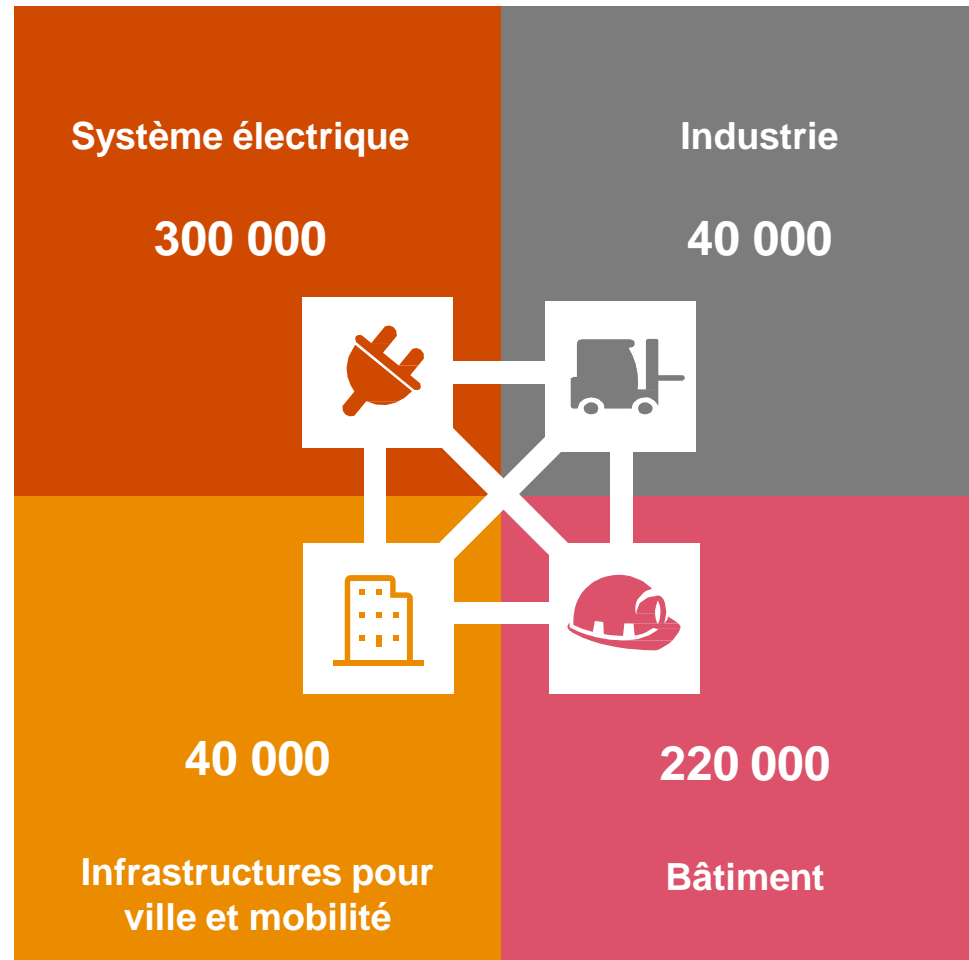 Système électrique
300 000
Industrie
40 000
40 000
Infrastructures pour
ville et mobilité
220 000
Bâtiment